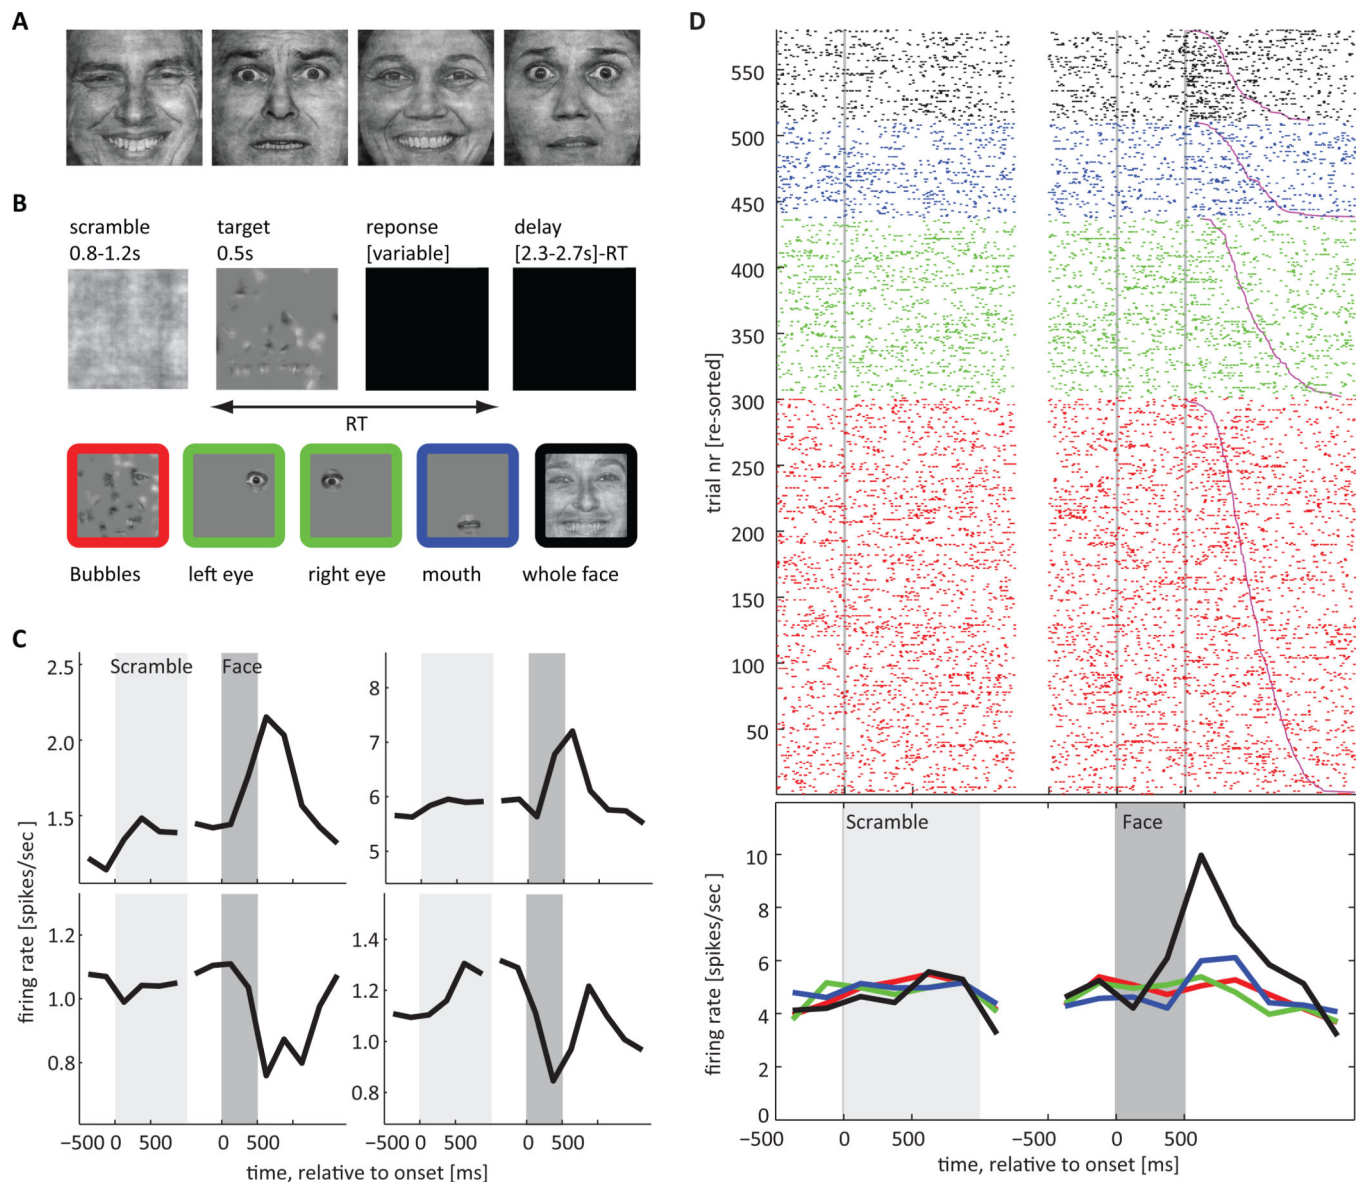 A
B
scramble
0.8-1.2s
target
0.5s
reponse
[variable]
delay
[2.3-2.7s]-RT
RT
Bubbles
left eye
right eye
mouth
whole face
C
2.5
2.0
1.5
Scramble
Face
8
7
6
5
firing rate [spikes/sec]
1.2
1.0
0.8
1.4
1.2
1.0
0.8
−500 0 500
0 500
−500 0 500
0 500
time, relative to onset [ms]
D
trial nr [re-sorted]
550
500
450
400
350
300
250
200
150
100
50
firing rate [spikes/sec]
Scramble
Face
10
8
6
4
2
0
−500 0 500
−500 0 500
time, relative to onset [ms]